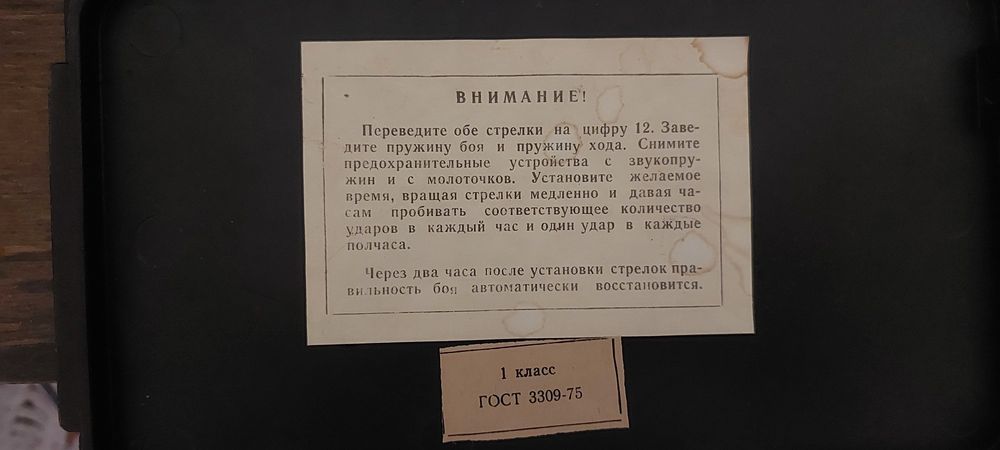 ВНИМАНИЕ!
Переведите обе стрелки на цифру 12. Заве-
дите пружину боя и пружину хода. Снимите
предохранительные устройства с звукопру-
жин и с молоточков. Установите желаемое
время, вращая стрелки медленно и давая ча-
сам пробивать соответствующее количество
ударов в каждый час и один удар в каждые
полчаса.
Через два часа после установки стрелок пра-
вильность боя автоматически восстановится.
1 класс
ГОСТ 3309-75